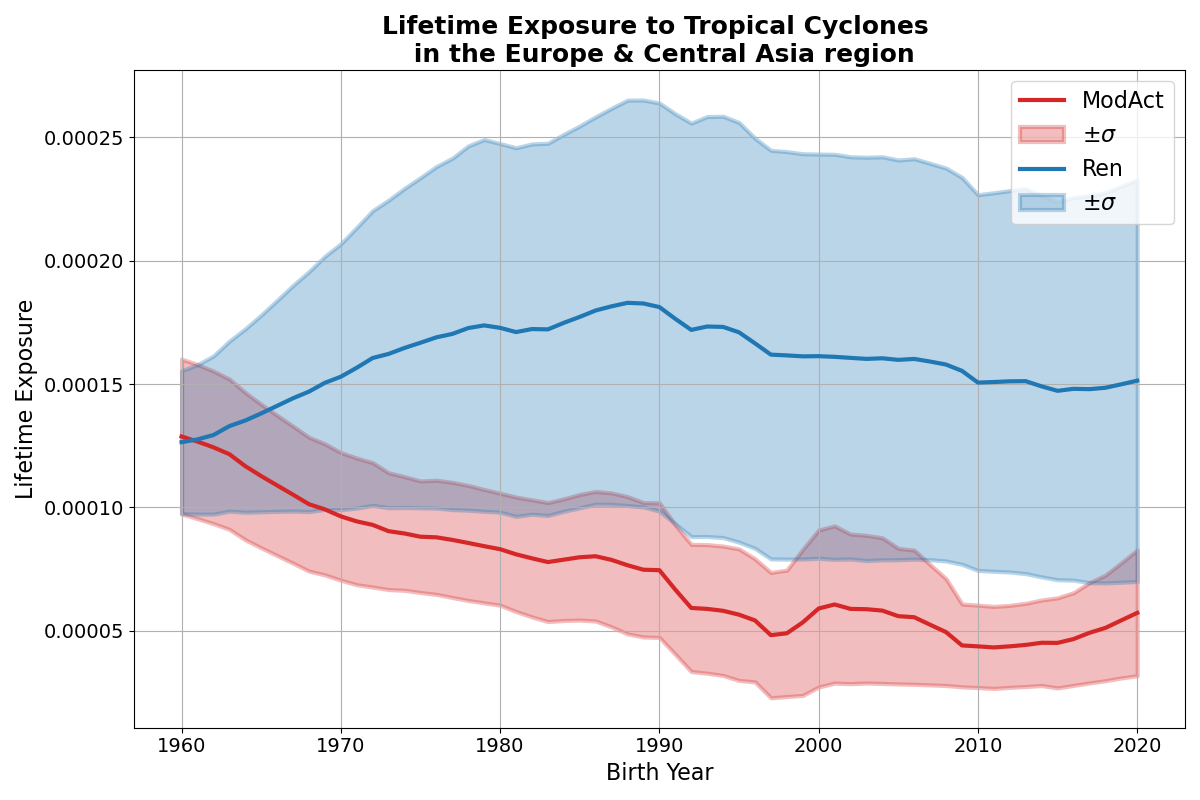 Lifetime Exposure to Tropical Cyclones
in the Europe & Central Asia region
ModAct
±σ
Ren
±σ
0.00025
0.00020
0.00015
0.00010
0.00005
Lifetime Exposure
1960 1970 1980 1990 2000 2010 2020
Birth Year